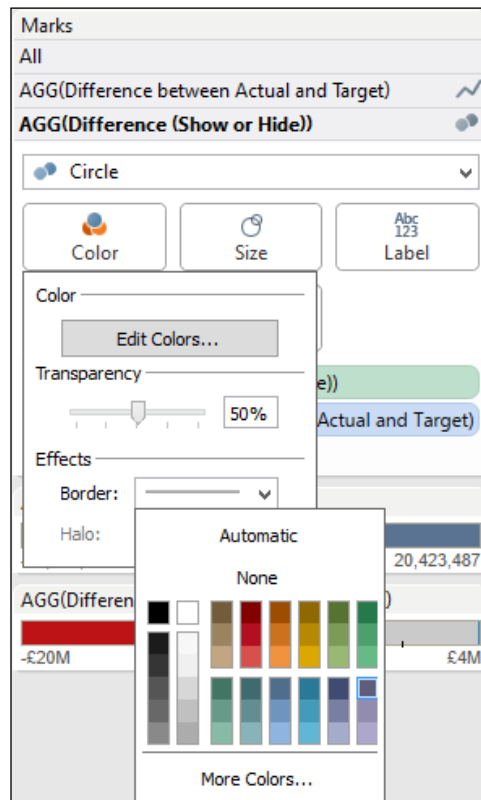 Marks
All
AGG(Difference between Actual and Target)
AGG(Difference (Show or Hide))
Circle
Abc
123
Color Size Label
Color
Edit Colors...
Transparency
50%
e))
Actual and Target)
Effects
Border:
Halo:
Automatic
None
20,423,487
AGG(Differen
)
-£20M
£4M
More Colors...